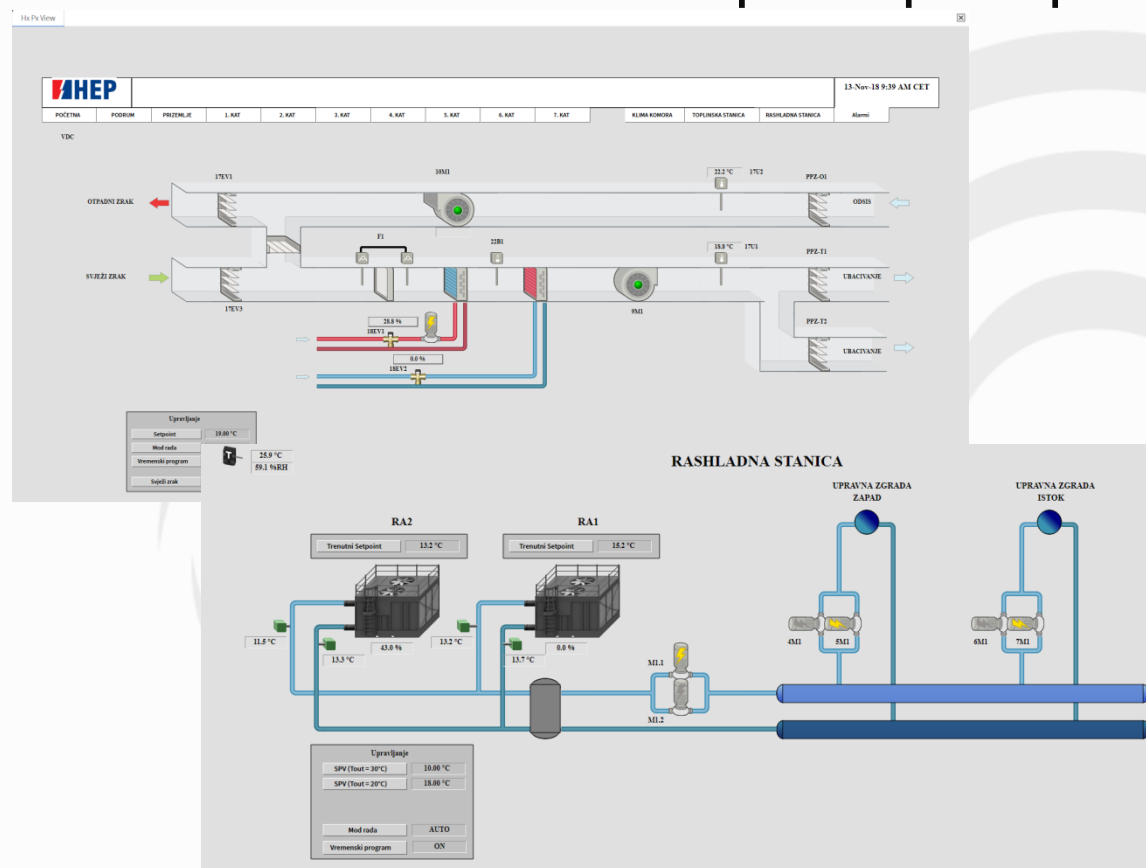 Hx Px View
HEP
13-Nov-18 9:39 AM CET
POČETNA PODRUM PRIZEMLJE 1. KAT 2. KAT 3. KAT 4. KAT 5. KAT 6. KAT 7. KAT KLIMA KOMORA TOPLINSKA STANICA RASHLADNA STANICA Alarmi
VDC
17EV1 10M1 22.2 °C 17U2 PPZ-O1
OTPADNI ZRAK ODSIS
F1 22B1 17U1 PPZ-T1
SVJEŽI ZRAK UBACIVANJE
17EV3 9M1 PPZ-T2
28.8 %
18EV1
UBACIVANJE
0.0 %
18EV2
Upravljanje
Setpoint 19.00 °C
Mod rada
Vremenski program
Svježi zrak
25.9 °C
59.1 %RH
RASHLADNA STANICA
UPRAVNA ZGRADA
ZAPAD
UPRAVNA ZGRADA
ISTOK
RA2 RA1
Trenutni Setpoint 13.2 °C Trenutni Setpoint 15.2 °C
11.5 °C 13.3 °C 43.0 % 13.2 °C 13.7 °C 0.0 %
4M1 5M1 6M1 7M1
M1.1
M1.2
Upravljanje
SPV (Tout = 30°C) 10.00 °C
SPV (Tout = 20°C) 18.00 °C
Mod rada AUTO
Vremenski program ON